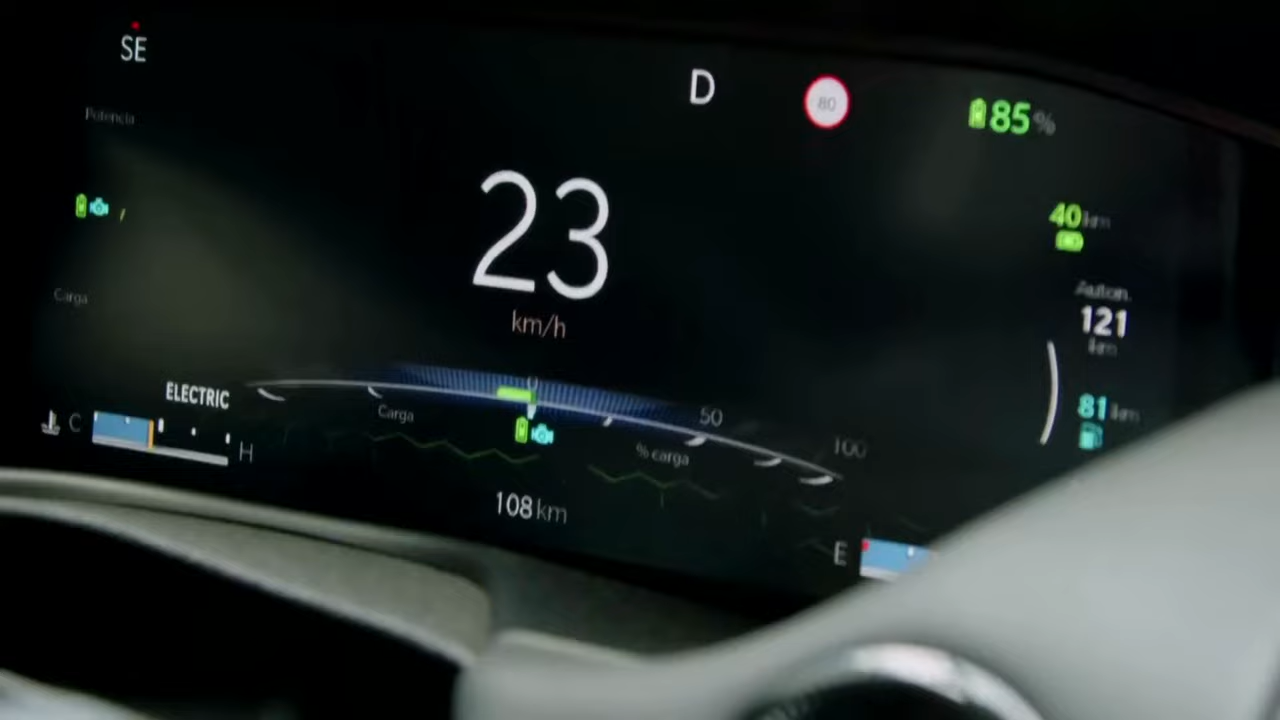 SE
D
80
85 %
Potencia
40 km
23
km/h
Carga
Auton.
121
km
ELECTRIC
0
50
100
81 km
C
H
Carga
% carga
108 km
E